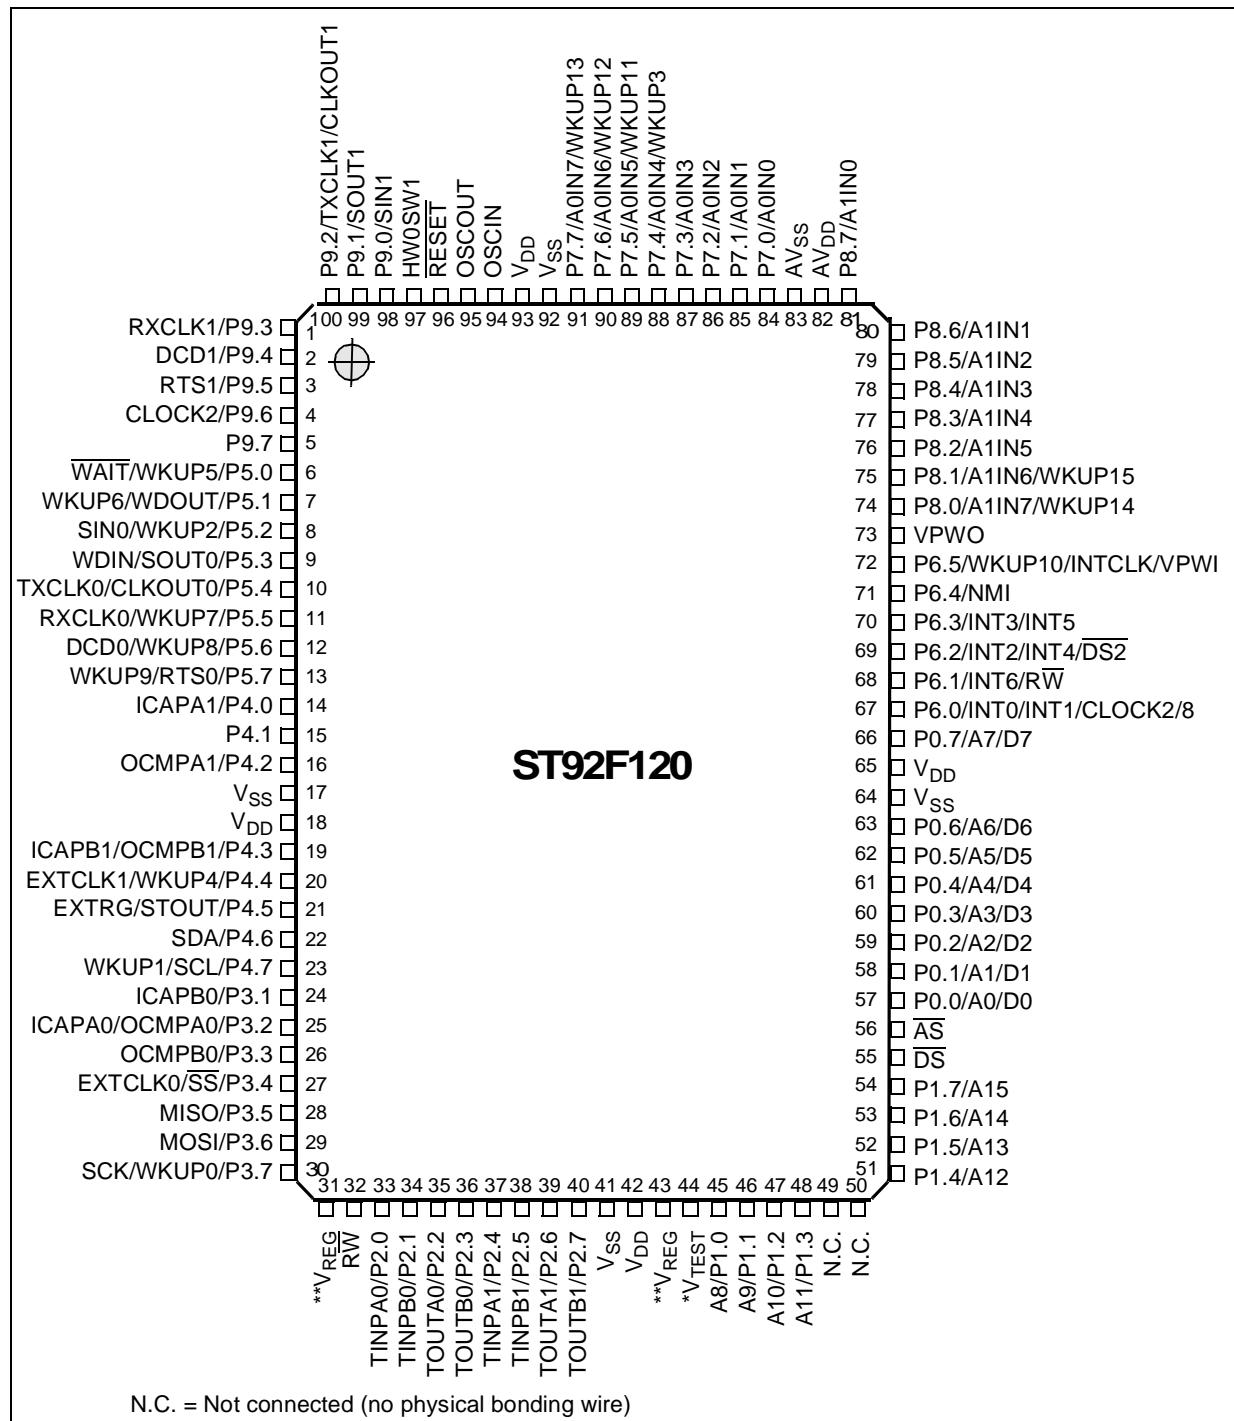 P9.2/TXCLK1/CLKOUT1
P9.1/SOUT1
P9.0/SIN1
HW0SW1
RESET
OSCOUT
OSCIN
VDD
VSS
P7.7/A0IN7/WKUP13
P7.6/A0IN6/WKUP12
P7.5/A0IN5/WKUP11
P7.4/A0IN4/WKUP3
P7.3/A0IN3
P7.2/A0IN2
P7.1/A0IN1
P7.0/A0IN0
AVSS
AVDD
P8.7/A1IN0
100 99 98 97 96 95 94 93 92 91 90 89 88 87 86 85 84 83 82 81
RXCLK1/P9.3 1
DCD1/P9.4 2
RTS1/P9.5 3
CLOCK2/P9.6 4
P9.7 5
WAIT/WKUP5/P5.0 6
WKUP6/WDOUT/P5.1 7
SIN0/WKUP2/P5.2 8
WDIN/SOUT0/P5.3 9
TXCLK0/CLKOUT0/P5.4 10
RXCLK0/WKUP7/P5.5 11
DCD0/WKUP8/P5.6 12
WKUP9/RTS0/P5.7 13
ICAPA1/P4.0 14
P4.1 15
OCMPA1/P4.2 16
VSS 17
VDD 18
ICAPB1/OCMPB1/P4.3 19
EXTCLK1/WKUP4/P4.4 20
EXTRG/STOUT/P4.5 21
SDA/P4.6 22
WKUP1/SCL/P4.7 23
ICAPB0/P3.1 24
ICAPA0/OCMPA0/P3.2 25
OCMPB0/P3.3 26
EXTCLK0/SS/P3.4 27
MISO/P3.5 28
MOSI/P3.6 29
SCK/WKUP0/P3.7 30
ST92F120
80 P8.6/A1IN1
79 P8.5/A1IN2
78 P8.4/A1IN3
77 P8.3/A1IN4
76 P8.2/A1IN5
75 P8.1/A1IN6/WKUP15
74 P8.0/A1IN7/WKUP14
73 VPWO
72 P6.5/WKUP10/INTCLK/VPWI
71 P6.4/NMI
70 P6.3/INT3/INT5
69 P6.2/INT2/INT4/DS2
68 P6.1/INT6/RW
67 P6.0/INT0/INT1/CLOCK2/8
66 P0.7/A7/D7
65 VDD
64 VSS
63 P0.6/A6/D6
62 P0.5/A5/D5
61 P0.4/A4/D4
60 P0.3/A3/D3
59 P0.2/A2/D2
58 P0.1/A1/D1
57 P0.0/A0/D0
56 AS
55 DS
54 P1.7/A15
53 P1.6/A14
52 P1.5/A13
51 P1.4/A12
31 32 33 34 35 36 37 38 39 40 41 42 43 44 45 46 47 48 49 50
**VREG
RW
TINPA0/P2.0
TINPB0/P2.1
TOUTA0/P2.2
TOUTB0/P2.3
TINPA1/P2.4
TINPB1/P2.5
TOUTA1/P2.6
TOUTB1/P2.7
VSS
VDD
**VREG
*VTEST
A8/P1.0
A9/P1.1
A10/P1.2
A11/P1.3
N.C.
N.C.
N.C. = Not connected (no physical bonding wire)